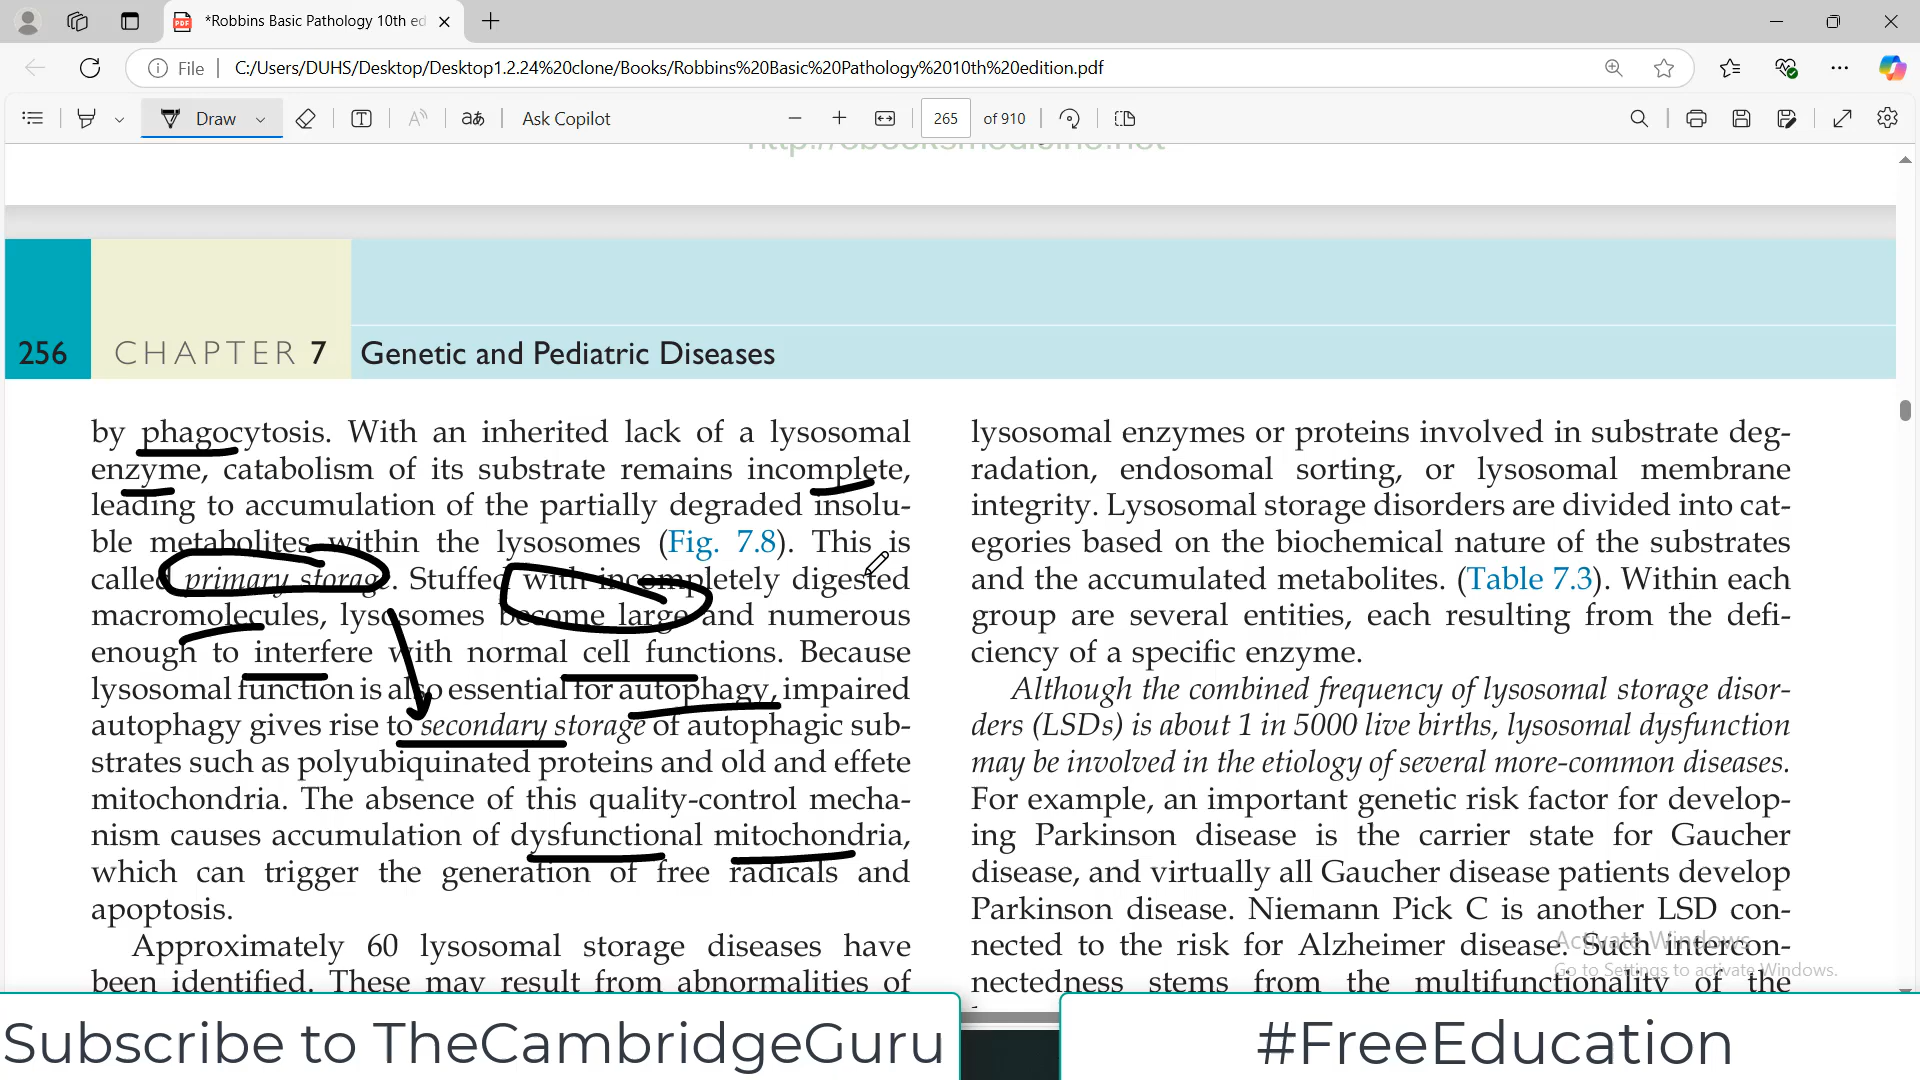 *Robbins Basic Pathology 10th ed
File
C:/Users/DUHS/Desktop/Desktop1.2.24%20clone/Books/Robbins%20Basic%20Pathology%2010th%20edition.pdf
Draw
Ask Copilot
265 of 910
256 CHAPTER 7 Genetic and Pediatric Diseases
by phagocytosis. With an inherited lack of a lysosomal
enzyme, catabolism of its substrate remains incomplete,
leading to accumulation of the partially degraded insolu-
ble metabolites within the lysosomes (Fig. 7.8). This is
called primary storage. Stuffed with incompletely digested
macromolecules, lysosomes become large and numerous
enough to interfere with normal cell functions. Because
lysosomal function is also essential for autophagy, impaired
autophagy gives rise to secondary storage of autophagic sub-
strates such as polyubiquinated proteins and old and effete
mitochondria. The absence of this quality-control mecha-
nism causes accumulation of dysfunctional mitochondria,
which can trigger the generation of free radicals and
apoptosis.
Approximately 60 lysosomal storage diseases have
been identified. These may result from abnormalities of
lysosomal enzymes or proteins involved in substrate deg-
radation, endosomal sorting, or lysosomal membrane
integrity. Lysosomal storage disorders are divided into cat-
egories based on the biochemical nature of the substrates
and the accumulated metabolites. (Table 7.3). Within each
group are several entities, each resulting from the defi-
ciency of a specific enzyme.
Although the combined frequency of lysosomal storage disor-
ders (LSDs) is about 1 in 5000 live births, lysosomal dysfunction
may be involved in the etiology of several more-common diseases.
For example, an important genetic risk factor for develop-
ing Parkinson disease is the carrier state for Gaucher
disease, and virtually all Gaucher disease patients develop
Parkinson disease. Niemann Pick C is another LSD con-
nected to the risk for Alzheimer disease. Such intercon-
nectedness stems from the multifunctionality of the
Activate Windows
Go to Settings to activate Windows.
Subscribe to TheCambridgeGuru
#FreeEducation